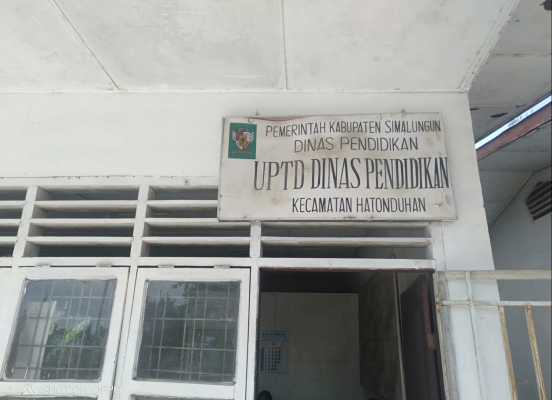 PEMERINTAH KABUPATEN SIMALUNGUN
DINAS PENDIDIKAN
UPTD DINAS PENDIDIKAN
KECAMATAN HATONDUHAN